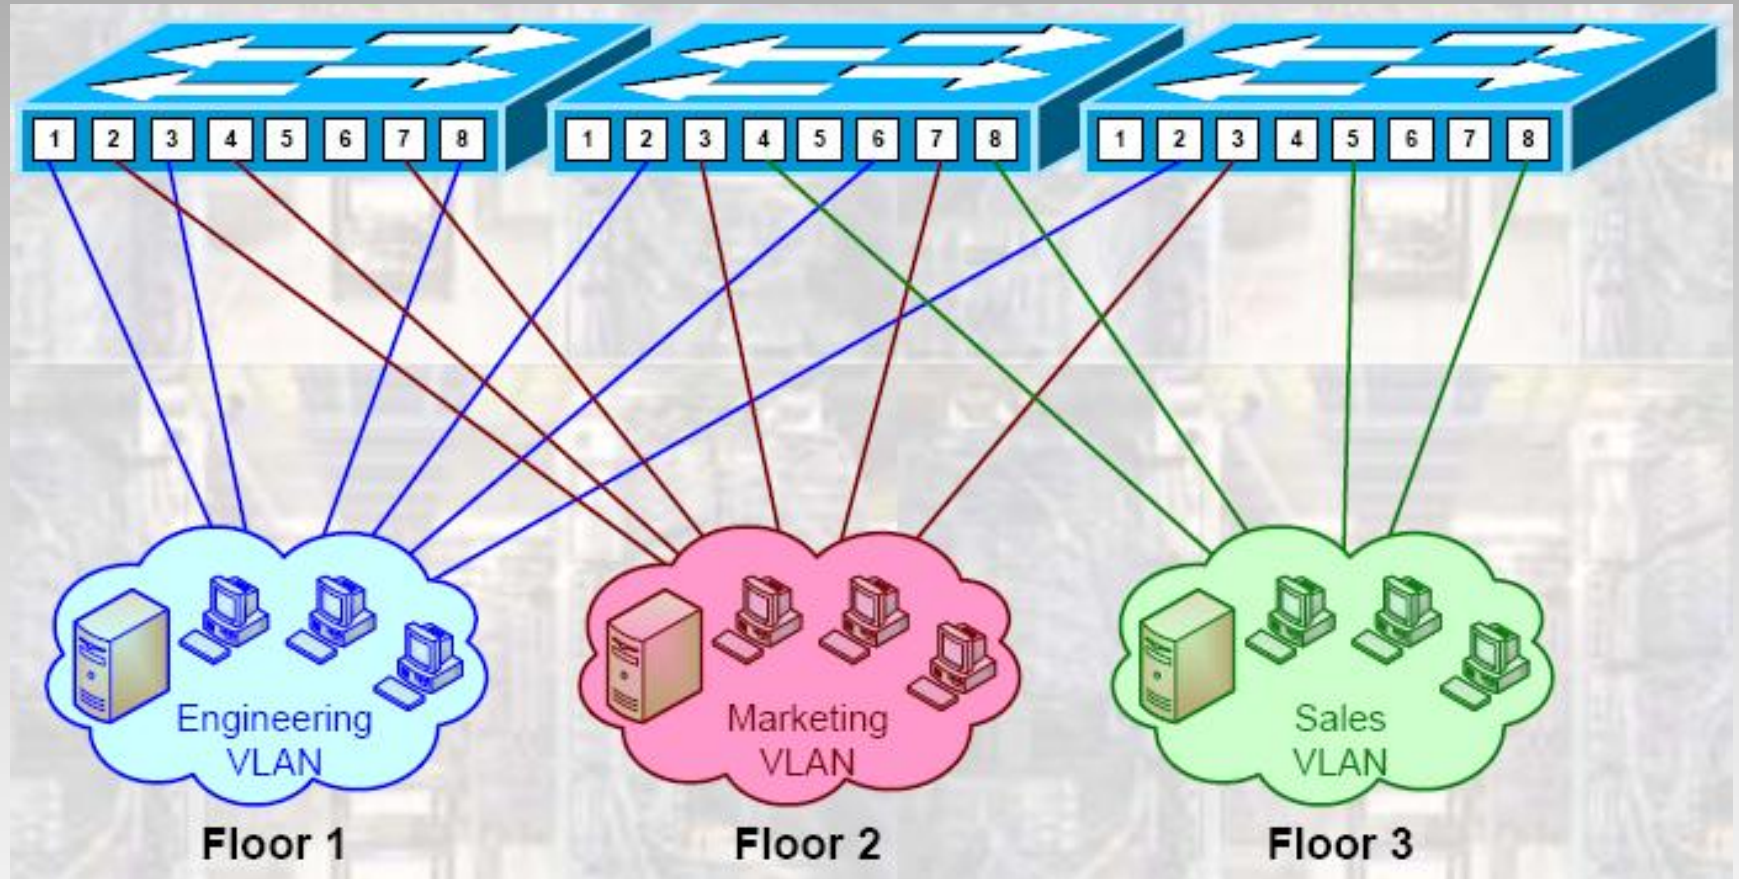 1 2 3 4 5 6 7 8
1 2 3 4 5 6 7 8
1 2 3 4 5 6 7 8
Engineering
VLAN
Marketing
VLAN
Sales
VLAN
Floor 1
Floor 2
Floor 3